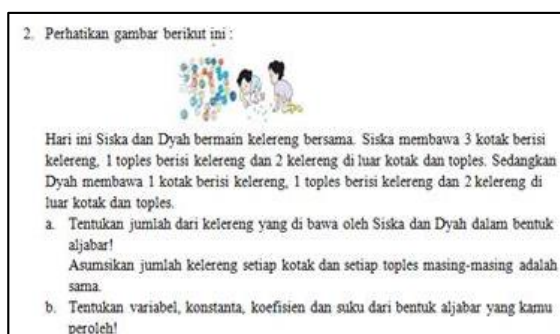 2. Perhatikan gambar berikut ini :
Hari ini Siska dan Dyah bermain kelereng bersama. Siska membawa 3 kotak berisi
kelereng, 1 toples berisi kelereng dan 2 kelereng di luar kotak dan toples. Sedangkan
Dyah membawa 1 kotak berisi kelereng, 1 toples berisi kelereng dan 2 kelereng di
luar kotak dan toples.
a. Tentukan jumlah dari kelereng yang di bawa oleh Siska dan Dyah dalam bentuk
aljabar!
Asumsikan jumlah kelereng setiap kotak dan setiap toples masing-masing adalah
sama.
b. Tentukan variabel, konstanta, koefisien dan suku dari bentuk aljabar yang kamu
peroleh!